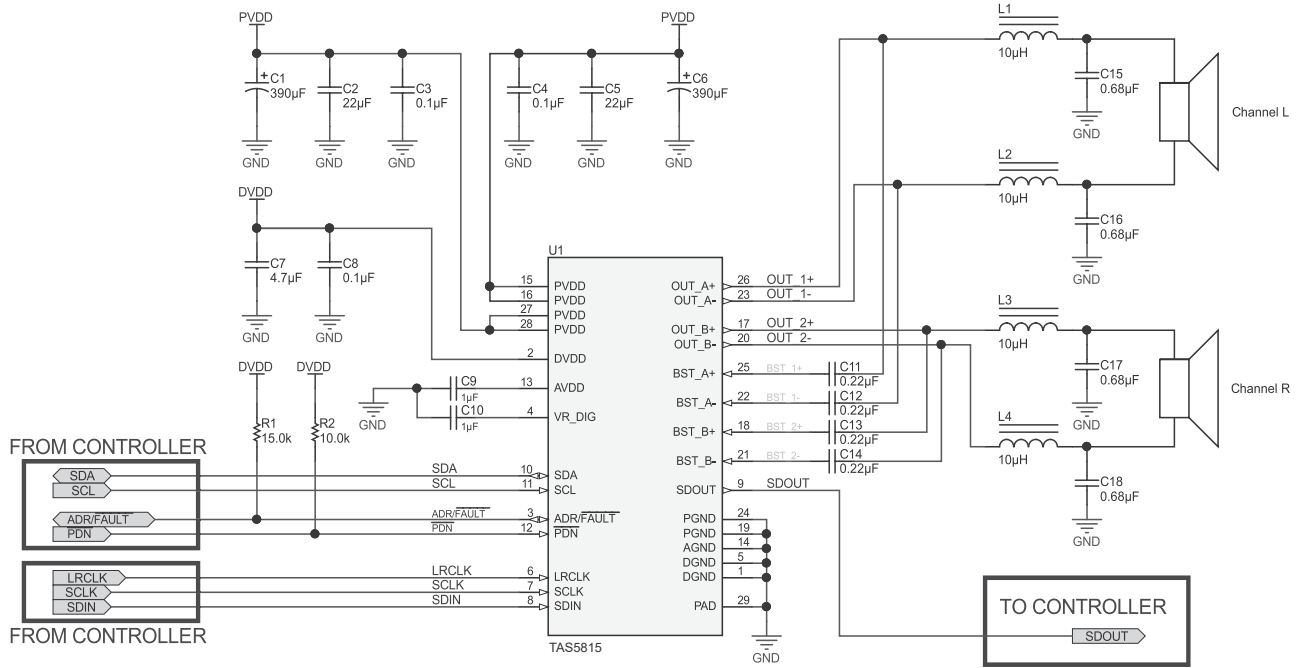 PVDD
C1
390µF
C2
22µF
C3
0.1µF
GND
GND
GND
PVDD
C4
0.1µF
C5
22µF
C6
390µF
GND
GND
GND
L1
10µH
C15
0.68µF
GND
Channel L
L2
10µH
C16
0.68µF
GND
DVDD
C7
4.7µF
C8
0.1µF
GND
GND
DVDD
R1
15.0k
DVDD
R2
10.0k
GND
C9
1µF
C10
1µF
U1
15 PVDD
16 PVDD
27 PVDD
28 PVDD
2 DVDD
13 AVDD
4 VR_DIG
SDA 10 SDA
SCL 11 SCL
ADR/FAULT 3 ADR/FAULT
PDN 12 PDN
LRCLK 6 LRCLK
SCLK 7 SCLK
SDIN 8 SDIN
OUT_A+ 26 OUT_1+
OUT_A- 23 OUT_1-
OUT_B+ 17 OUT_2+
OUT_B- 20 OUT_2-
BST_A+ 25 BST_1+
C11
0.22µF
BST_A- 22 BST_1-
C12
0.22µF
BST_B+ 18 BST_2+
C13
0.22µF
BST_B- 21 BST_2-
C14
0.22µF
SDOUT 9 SDOUT
PGND 24
PGND 19
AGND 14
DGND 5
DGND 1
PAD 29
GND
TAS5815
L3
10µH
C17
0.68µF
GND
Channel R
L4
10µH
C18
0.68µF
GND
FROM CONTROLLER
SDA
SCL
ADR/FAULT
PDN
LRCLK
SCLK
SDIN
FROM CONTROLLER
TO CONTROLLER
SDOUT